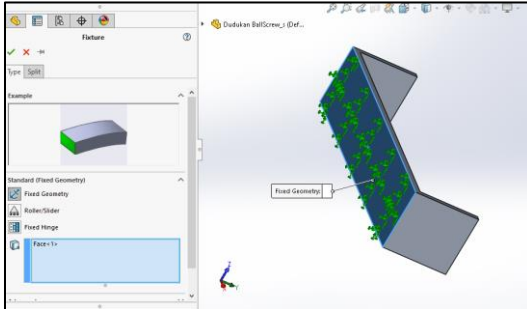 Dudukan BallScrew_s (Def...
Fixture
Type Split
Example
Standard (Fixed Geometry)
Fixed Geometry
Roller/Slider
Fixed Hinge
Face<1>
Fixed Geometry: